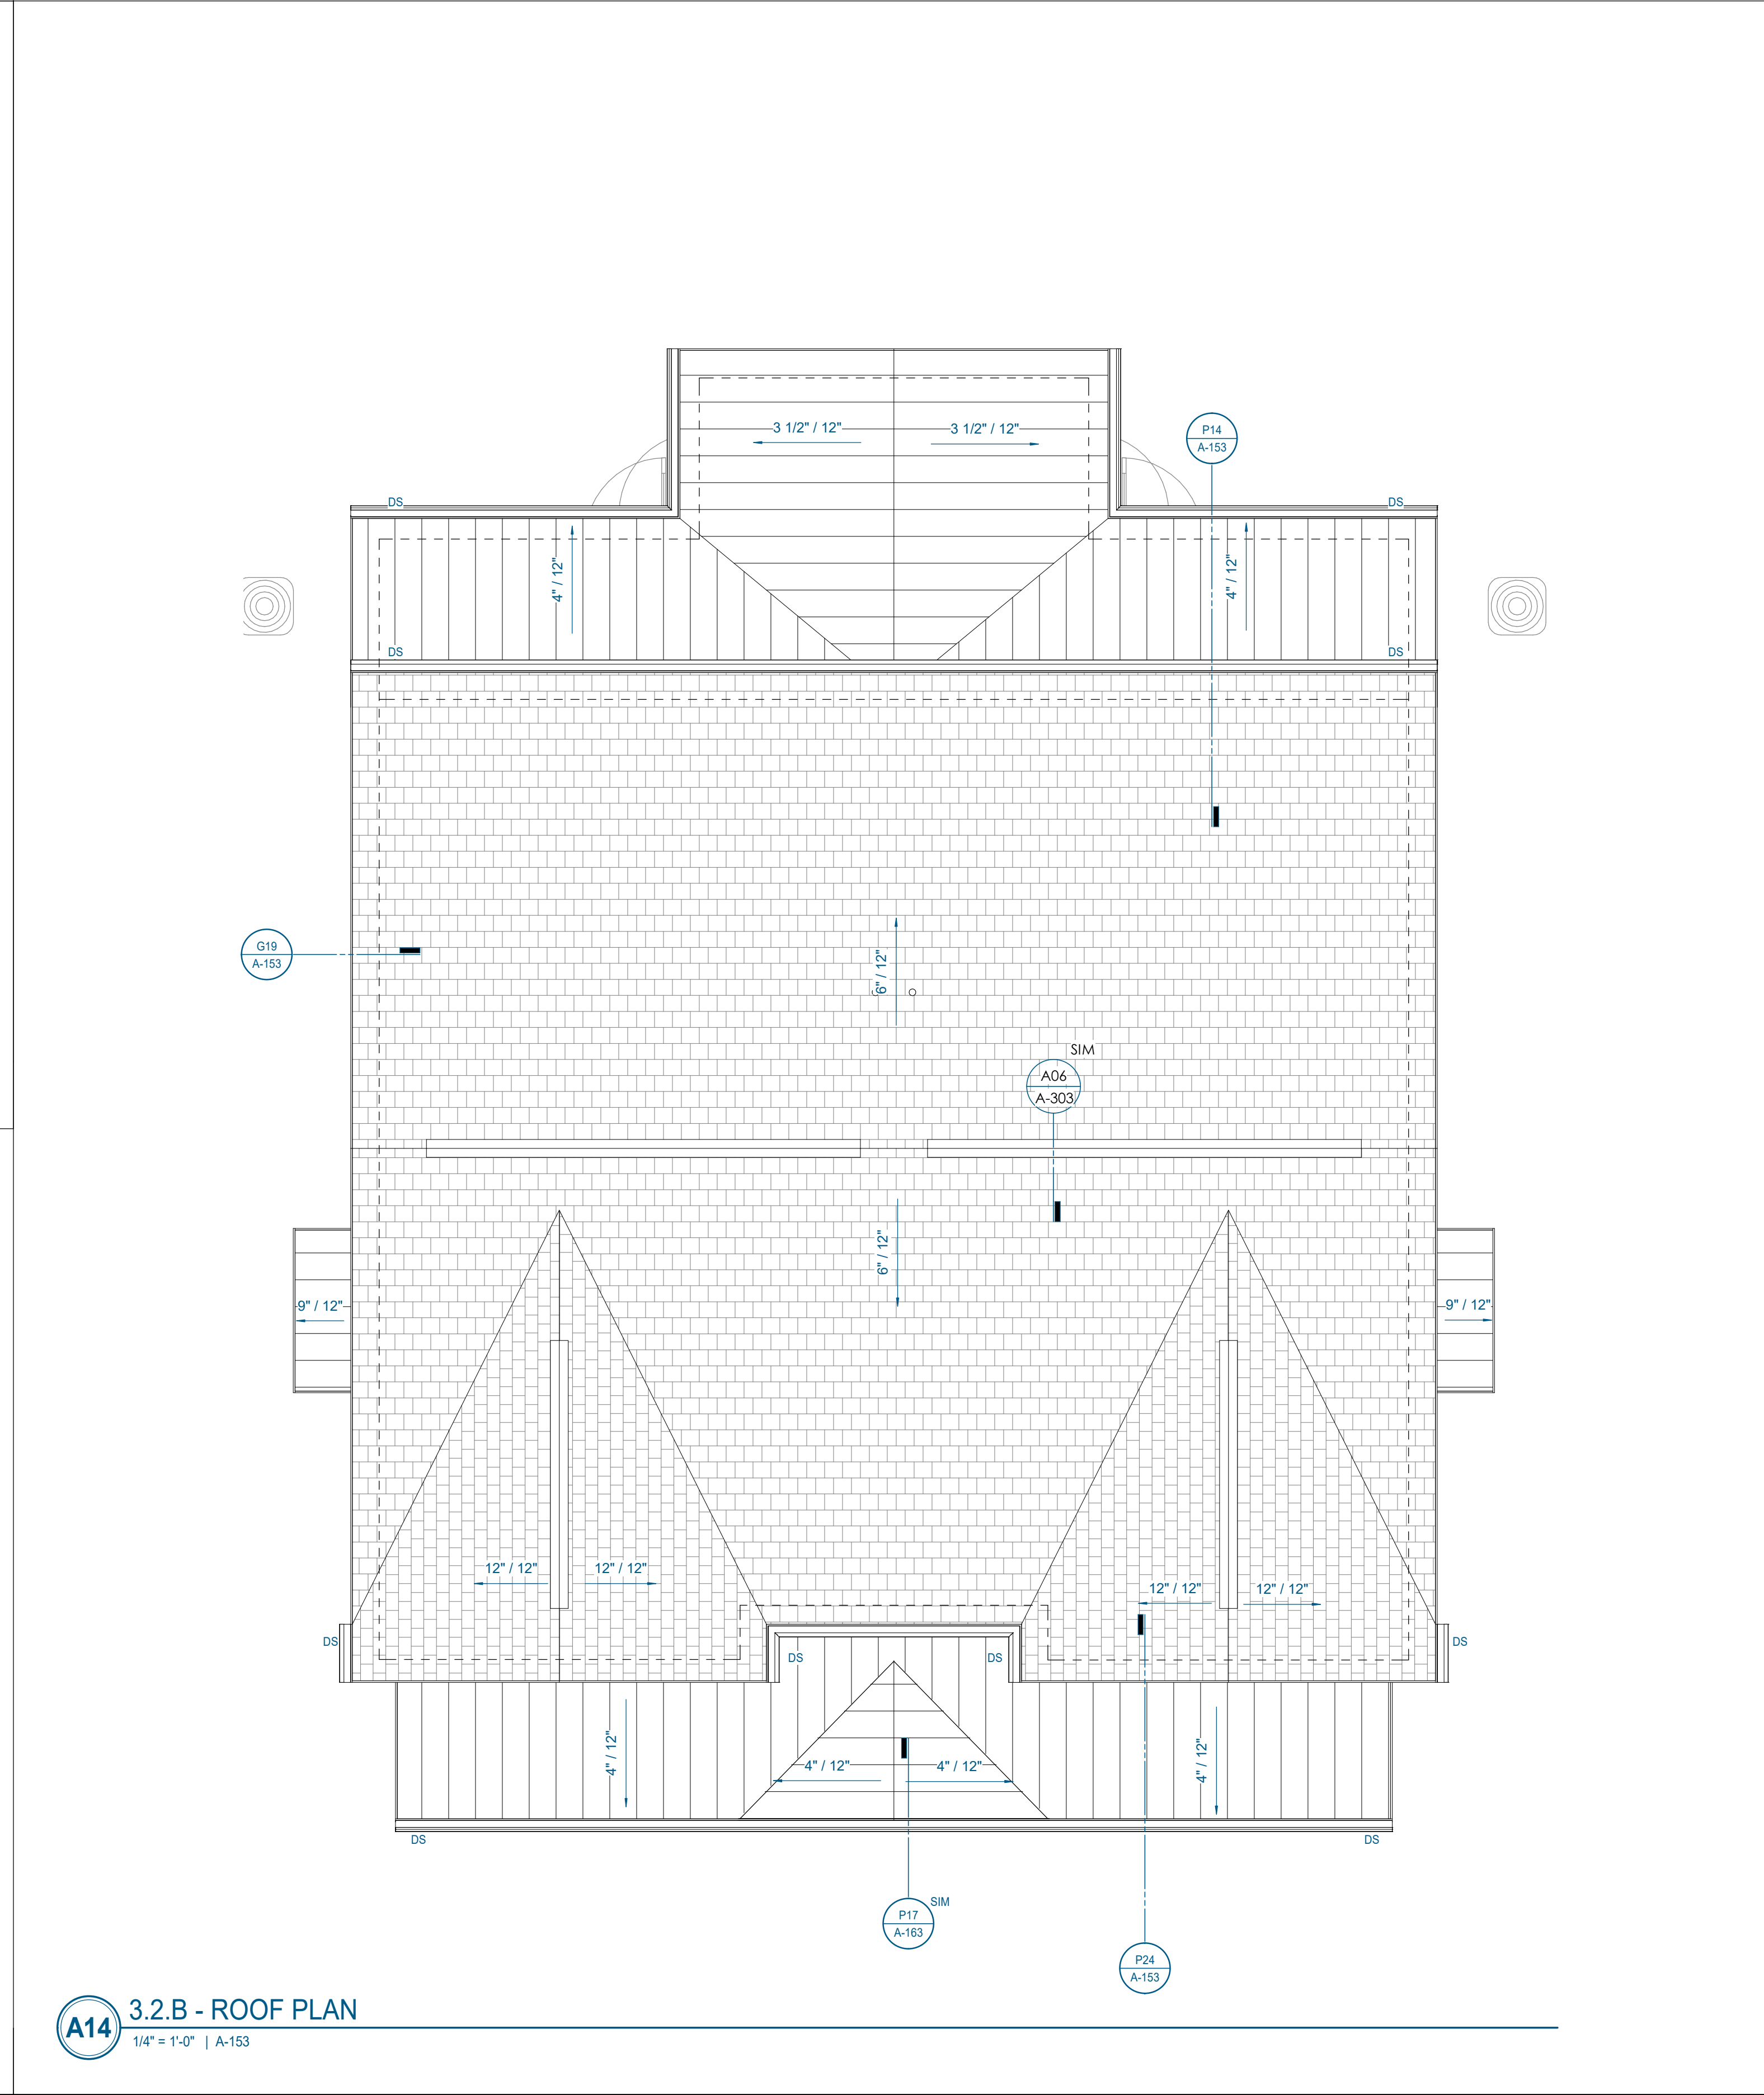 3 1/2" / 12"
3 1/2" / 12"
P14
A-153
DS
DS
4" / 12"
4" / 12"
DS
DS
G19
A-153
6" / 12"
SIM
A06
A-303
6" / 12"
9" / 12"
9" / 12"
12" / 12"
12" / 12"
12" / 12"
12" / 12"
DS
DS
DS
DS
4" / 12"
4" / 12"
4" / 12"
4" / 12"
DS
DS
SIM
P17
A-163
P24
A-153
A14
3.2.B - ROOF PLAN
1/4" = 1'-0" | A-153